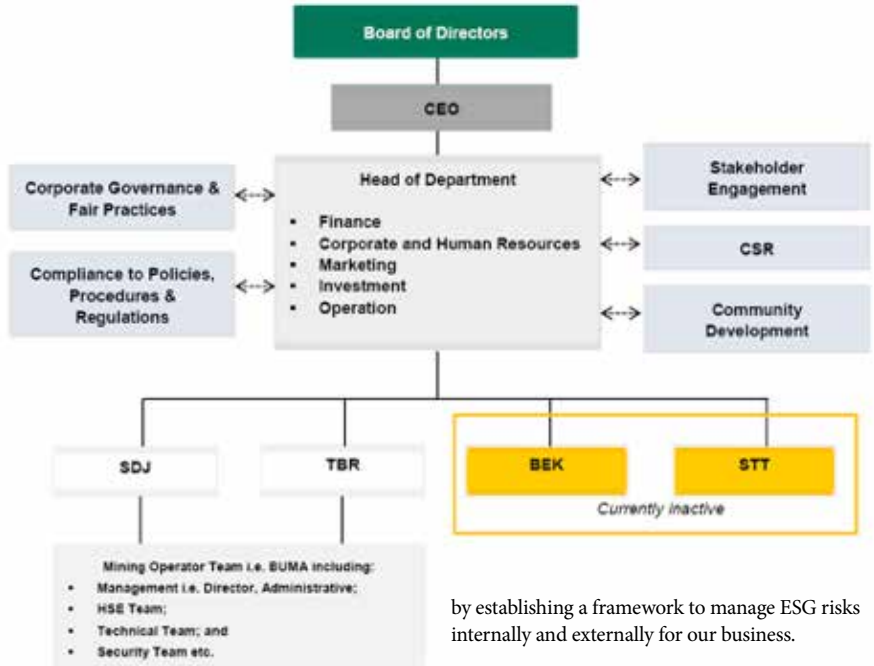 Board of Directors
CEO
Corporate Governance &
Fair Practices
Compliance to Policies,
Procedures &
Regulations
Head of Department
▪ Finance
▪ Corporate and Human Resources
▪ Marketing
▪ Investment
▪ Operation
Stakeholder
Engagement
CSR
Community
Development
SDJ
TBR
BEK
STT
Currently inactive
Mining Operator Team i.e. BUMA including:
▪ Management i.e. Director, Administrative;
▪ HSE Team;
▪ Technical Team; and
▪ Security Team etc.
by establishing a framework to manage ESG risks
internally and externally for our business.